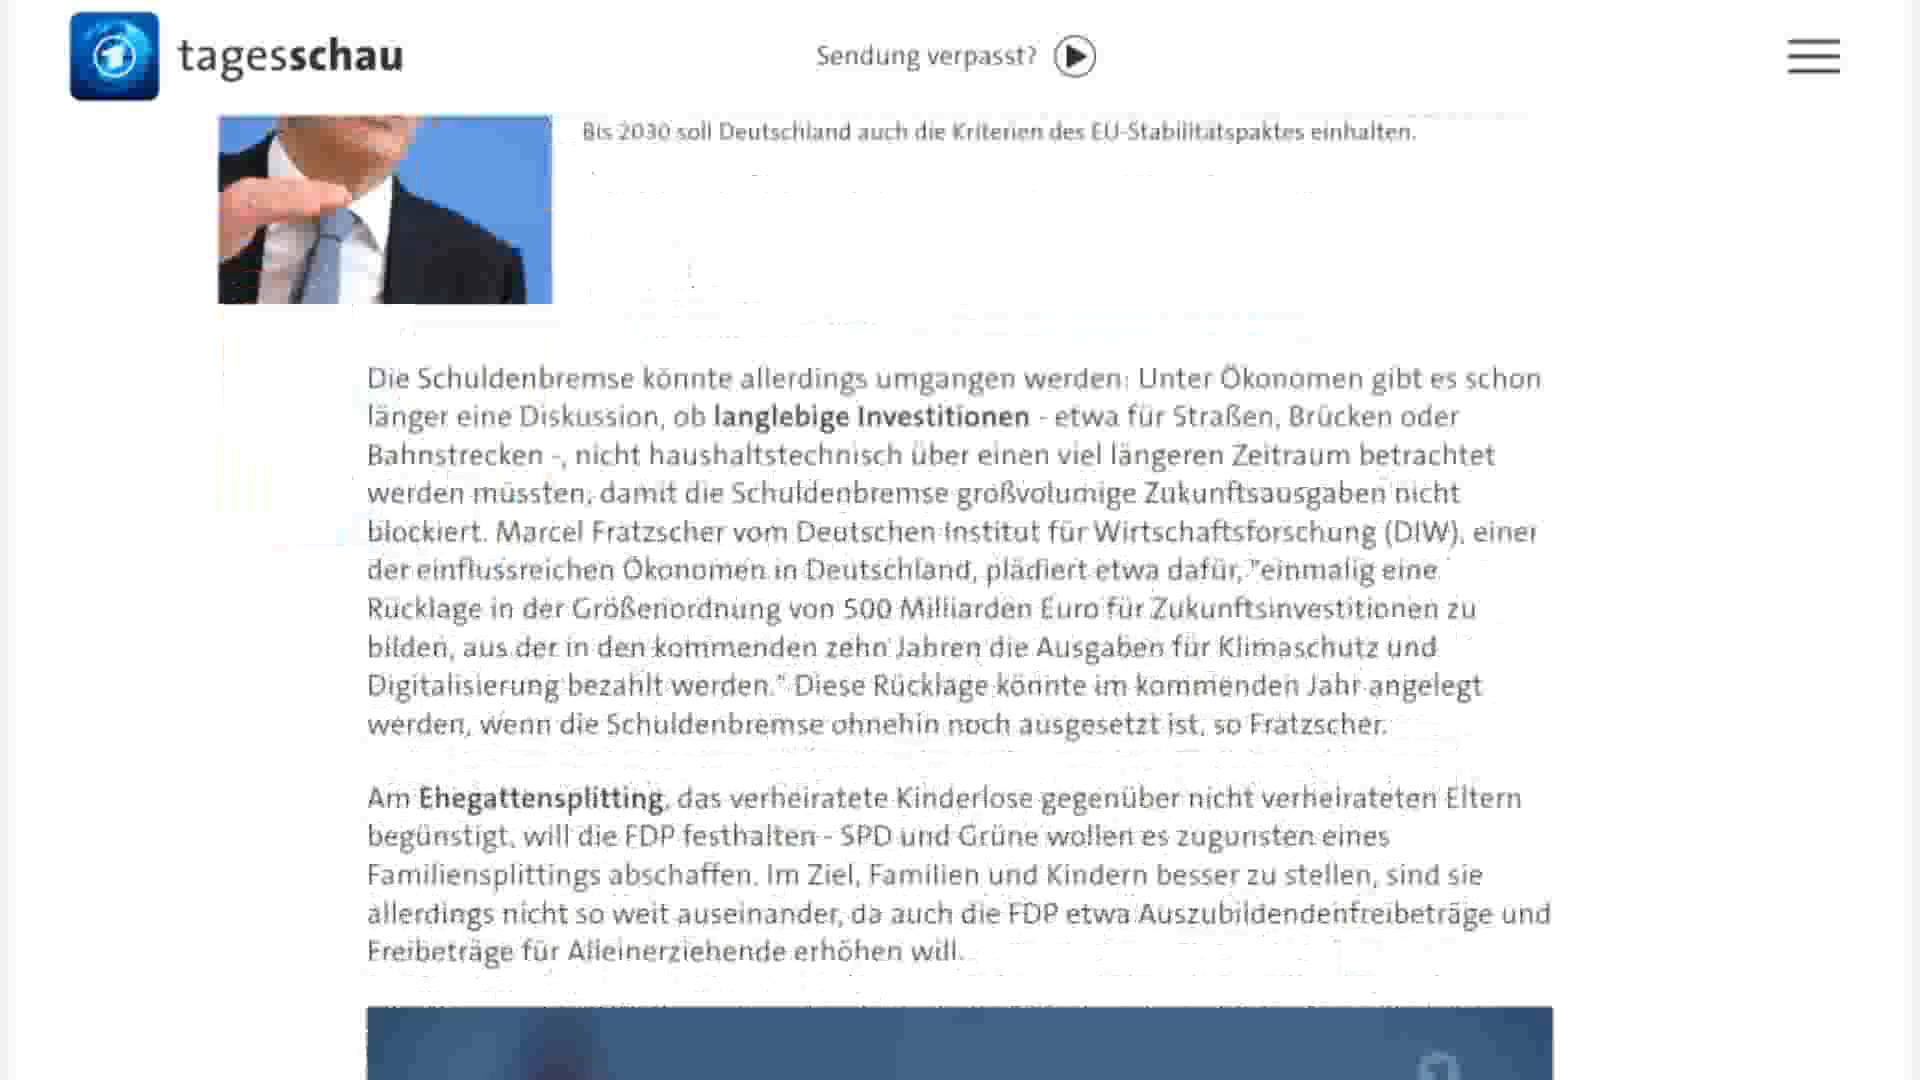 tagesschau
Sendung verpasst?
Bis 2030 soll Deutschland auch die Kriterien des EU-Stabilitätspaktes einhalten.
Die Schuldenbremse könnte allerdings umgangen werden: Unter Ökonomen gibt es schon
länger eine Diskussion, ob langlebige Investitionen - etwa für Straßen, Brücken oder
Bahnstrecken -, nicht haushaltstechnisch über einen viel längeren Zeitraum betrachtet
werden müssten, damit die Schuldenbremse großvolumige Zukunftsausgaben nicht
blockiert. Marcel Fratzscher vom Deutschen Institut für Wirtschaftsforschung (DIW), einer
der einflussreichen Ökonomen in Deutschland, plädiert etwa dafür, "einmalig eine
Rücklage in der Größenordnung von 500 Milliarden Euro für Zukunftsinvestitionen zu
bilden, aus der in den kommenden zehn Jahren die Ausgaben für Klimaschutz und
Digitalisierung bezahlt werden." Diese Rücklage könnte im kommenden Jahr angelegt
werden, wenn die Schuldenbremse ohnehin noch ausgesetzt ist, so Fratzscher.
Am Ehegattensplitting, das verheiratete Kinderlose gegenüber nicht verheirateten Eltern
begünstigt, will die FDP festhalten - SPD und Grüne wollen es zugunsten eines
Familiensplittings abschaffen. Im Ziel, Familien und Kindern besser zu stellen, sind sie
allerdings nicht so weit auseinander, da auch die FDP etwa Auszubildendenfreibeträge und
Freibeträge für Alleinerziehende erhöhen will.